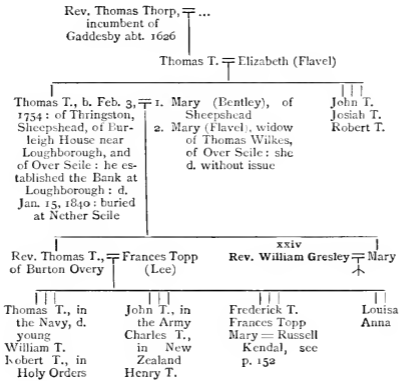 Rev. Thomas Thorp, = ...
incumbent of
Gaddesby abt. 1626
Thomas T. = Elizabeth (Flavel)
Thomas T., b. Feb. 3,
1754 : of Thringston,
Sheepshead, of Bur-
leigh House near
Loughborough, and
of Over Seile : he es-
tablished the Bank at
Loughborough : d.
Jan. 15, 1840 : buried
at Nether Seile
= 1. Mary (Bentley), of
Sheepshead
2. Mary (Flavel), widow
of Thomas Wilkes,
of Over Seile : she
d. without issue
John T.
Josiah T.
Robert T.
Rev. Thomas T., = Frances Topp
of Burton Overy (Lee)
xxiv
Rev. William Gresley = Mary
Thomas T., in
the Navy, d.
young
William T.
Robert T., in
Holy Orders
John T., in
the Army
Charles T.,
in New
Zealand
Henry T.
Frederick T.
Frances Topp
Mary = Russell
Kendal, see
p. 152
Louisa
Anna